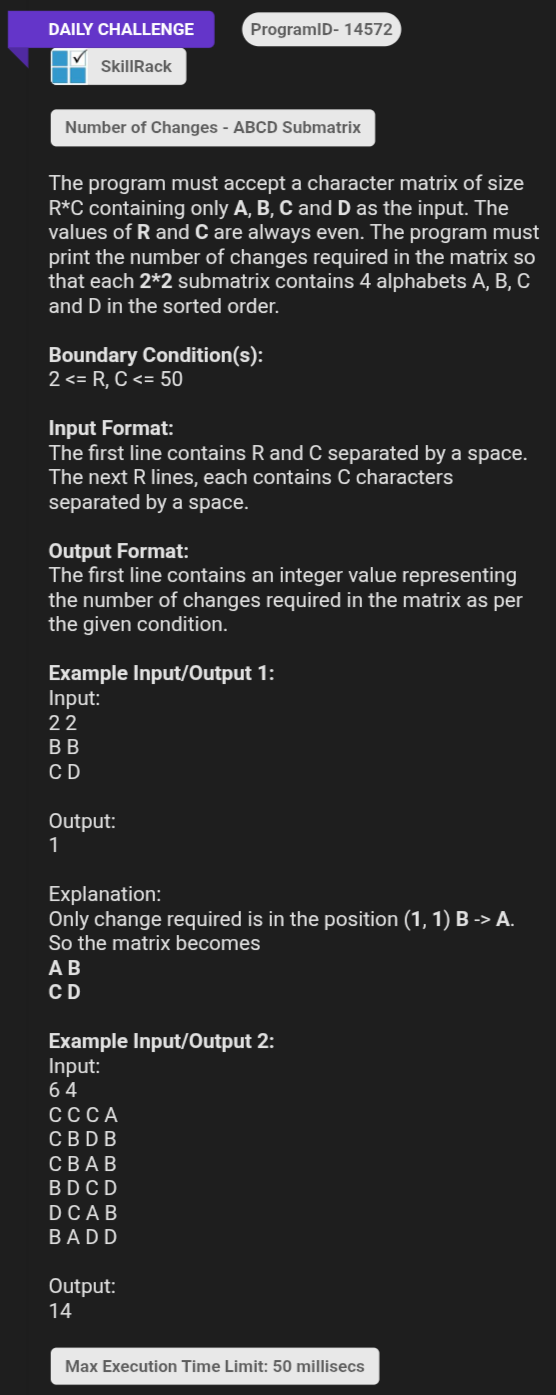 DAILY CHALLENGE
ProgramID- 14572
SkillRack
Number of Changes - ABCD Submatrix
The program must accept a character matrix of size
R*C containing only A, B, C and D as the input. The
values of R and C are always even. The program must
print the number of changes required in the matrix so
that each 2*2 submatrix contains 4 alphabets A, B, C
and D in the sorted order.
Boundary Condition(s):
2 <= R, C <= 50
Input Format:
The first line contains R and C separated by a space.
The next R lines, each contains C characters
separated by a space.
Output Format:
The first line contains an integer value representing
the number of changes required in the matrix as per
the given condition.
Example Input/Output 1:
Input:
2 2
B B
C D
Output:
1
Explanation:
Only change required is in the position (1, 1) B -> A.
So the matrix becomes
A B
C D
Example Input/Output 2:
Input:
6 4
C C C A
C B D B
C B A B
B D C D
D C A B
B A D D
Output:
14
Max Execution Time Limit: 50 millisecs